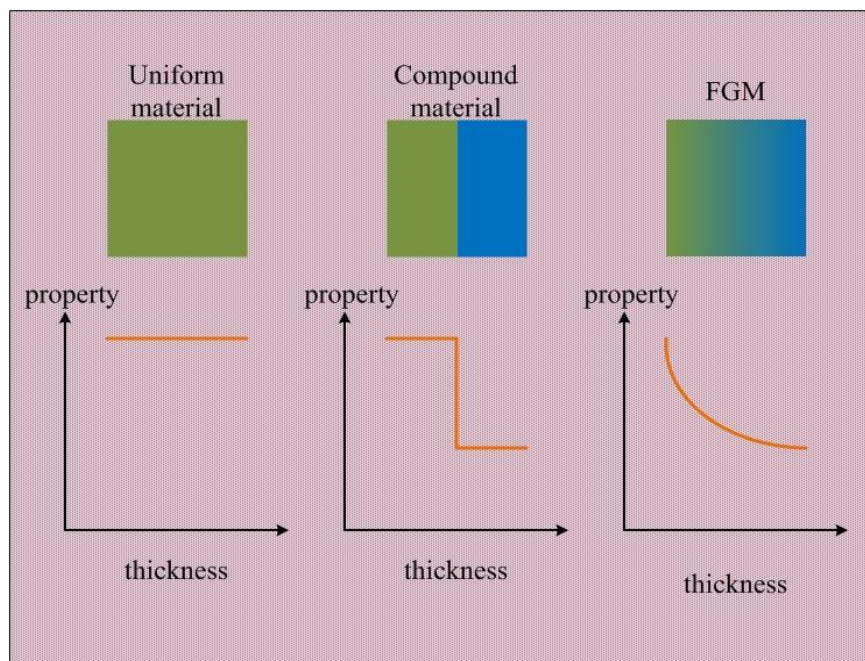 Uniform
material
Compound
material
FGM
property
property
property
thickness
thickness
thickness